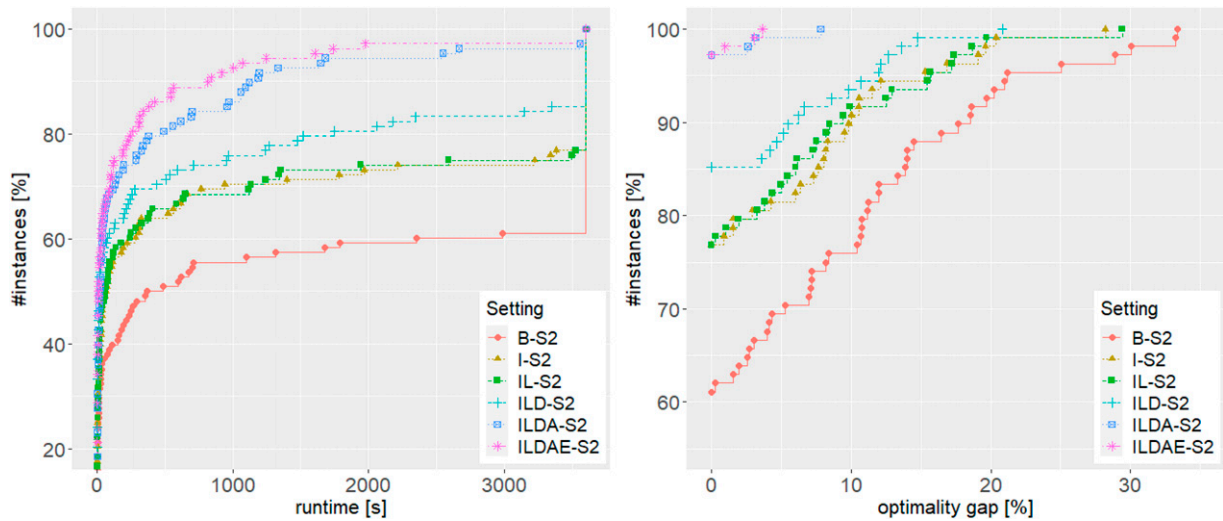 100
80
60
40
20
#instances [%]
0
1000
2000
3000
runtime [s]
Setting
B-S2
I-S2
IL-S2
ILD-S2
ILDA-S2
ILDAE-S2
100
90
80
70
60
#instances [%]
0
10
20
30
optimality gap [%]
Setting
B-S2
I-S2
IL-S2
ILD-S2
ILDA-S2
ILDAE-S2